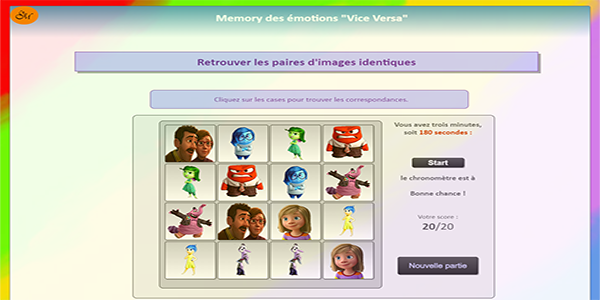 SM
Memory des émotions "Vice Versa"
Retrouver les paires d'images identiques
Cliquez sur les cases pour trouver les correspondances.
Vous avez trois minutes,
soit 180 secondes :
Start
le chronomètre est à
Bonne chance !
Votre score :
20/20
Nouvelle partie